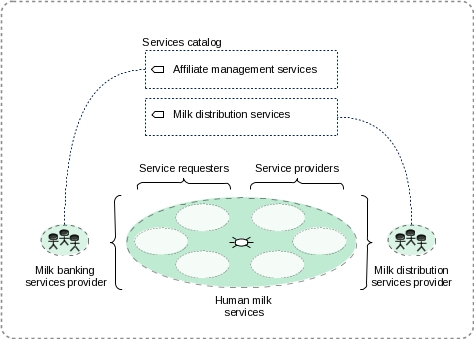 Services catalog
Affiliate management services
Milk distribution services
Service requesters
Service providers
Milk banking
services provider
Human milk
services
Milk distribution
services provider